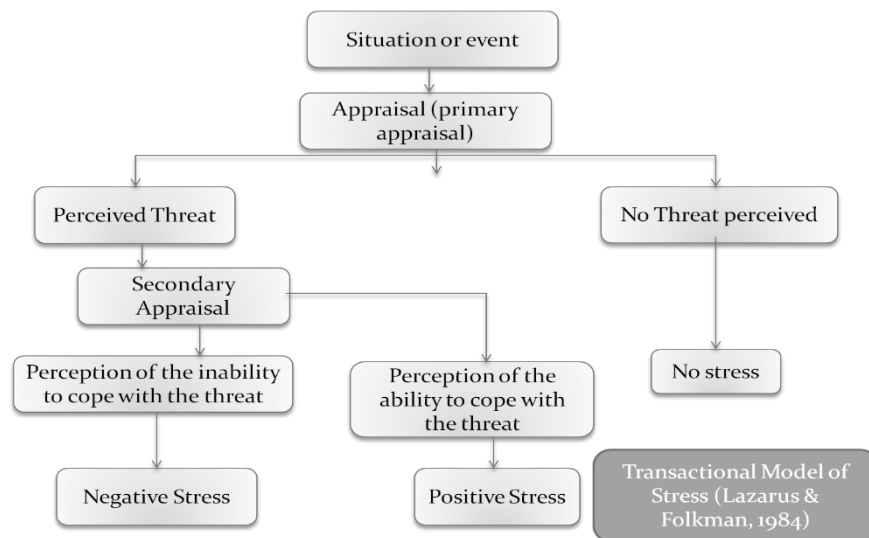 Situation or event
Appraisal (primary
appraisal)
Perceived Threat
No Threat perceived
Secondary
Appraisal
Perception of the inability
to cope with the threat
Perception of the
ability to cope with
the threat
No stress
Negative Stress
Positive Stress
Transactional Model of
Stress (Lazarus &
Folkman, 1984)